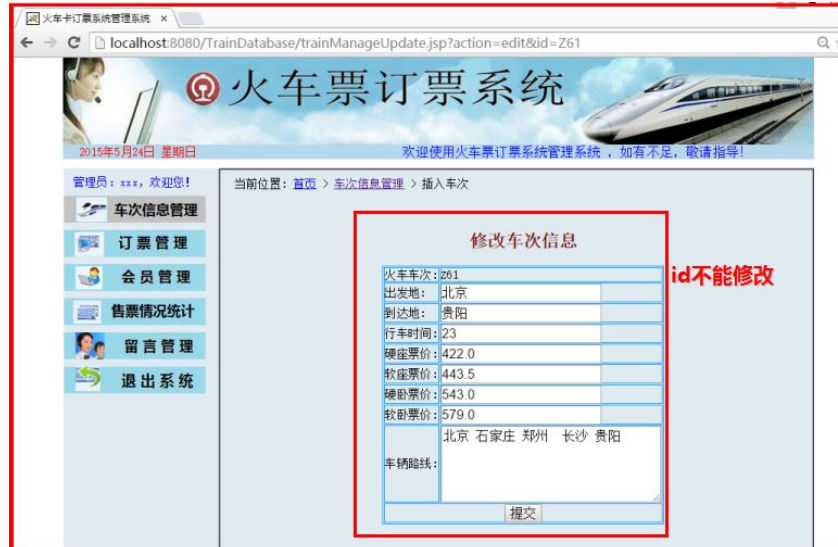 火车卡订票系统管理系统 ×
localhost:8080/TrainDatabase/trainManageUpdate.jsp?action=edit&id=Z61
火车票订票系统
2015年5月24日 星期日
欢迎使用火车票订票系统管理系统 ，如有不足，敬请指导!
管理员：xxx，欢迎您!
车次信息管理
订 票 管 理
会 员 管 理
售票情况统计
留 言 管 理
退 出 系 统
当前位置：首页 > 车次信息管理 > 插入车次
修改车次信息
火车车次：Z61
id不能修改
出发地： 北京
到达地： 贵阳
行车时间：23
硬座票价：422.0
软座票价：443.5
硬卧票价：543.0
软卧票价：579.0
车辆路线：北京 石家庄 郑州 长沙 贵阳
提交